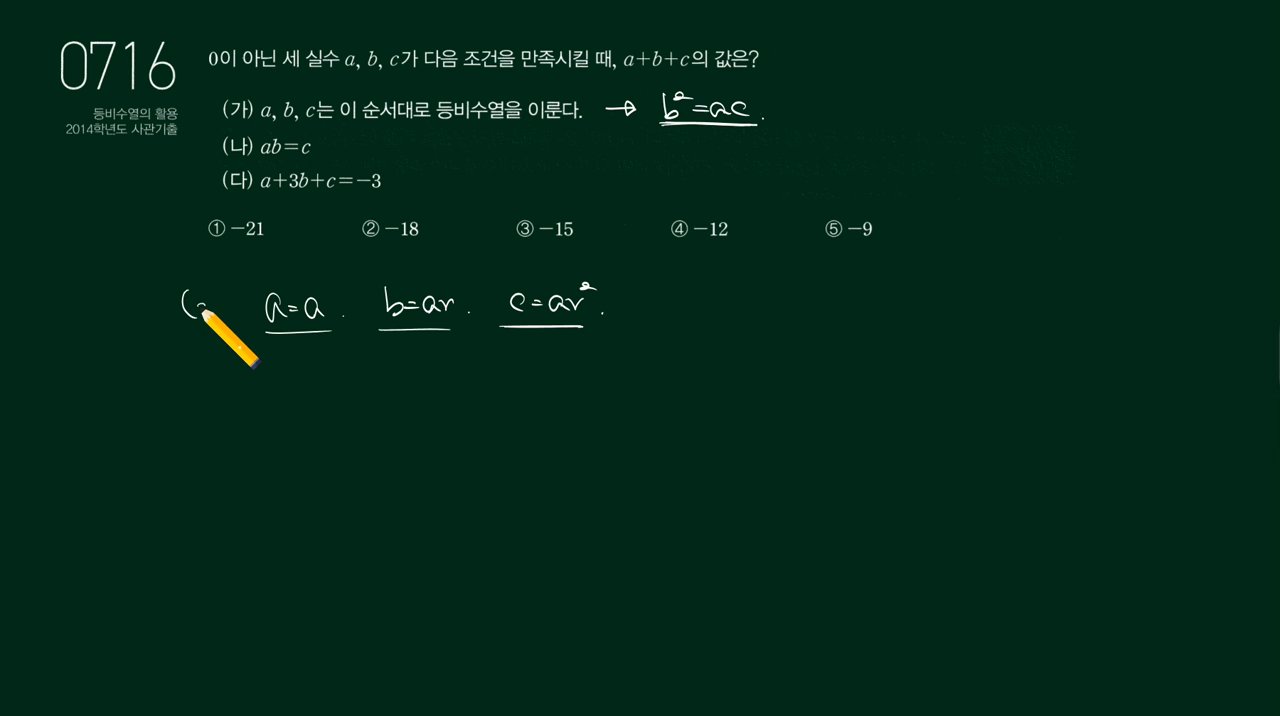 0716
등비수열의 활용
2014학년도 사관기출
0이 아닌 세 실수 a, b, c가 다음 조건을 만족시킬 때, a+b+c의 값은?
(가) a, b, c는 이 순서대로 등비수열을 이룬다. → b²=ac.
(나) ab=c
(다) a+3b+c=-3
① -21 ② -18 ③ -15 ④ -12 ⑤ -9
a=a. b=ar. c=ar².